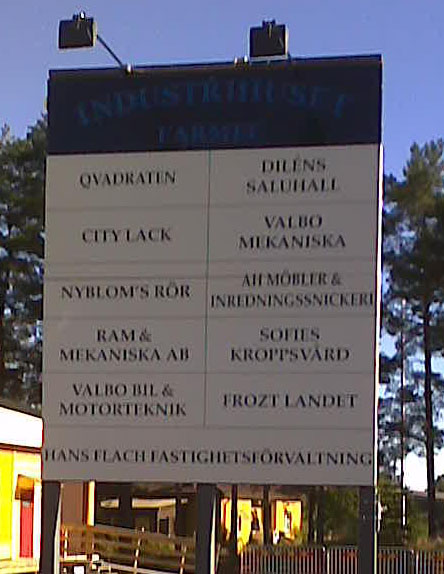 INDUSTRIHUSET
QVADRATEN
DILÉNS
SALUHALL
CITY LACK
VALBO
MEKANISKA
NYBLOM'S RÖR
AH MÖBLER &
INREDNINGSSNICKERI
RAM &
MEKANISKA AB
SOFIES
KROPPSVÅRD
VALBO BIL &
MOTORTEKNIK
FROZT LANDET
HANS FLACH FASTIGHETSFÖRVALTNING